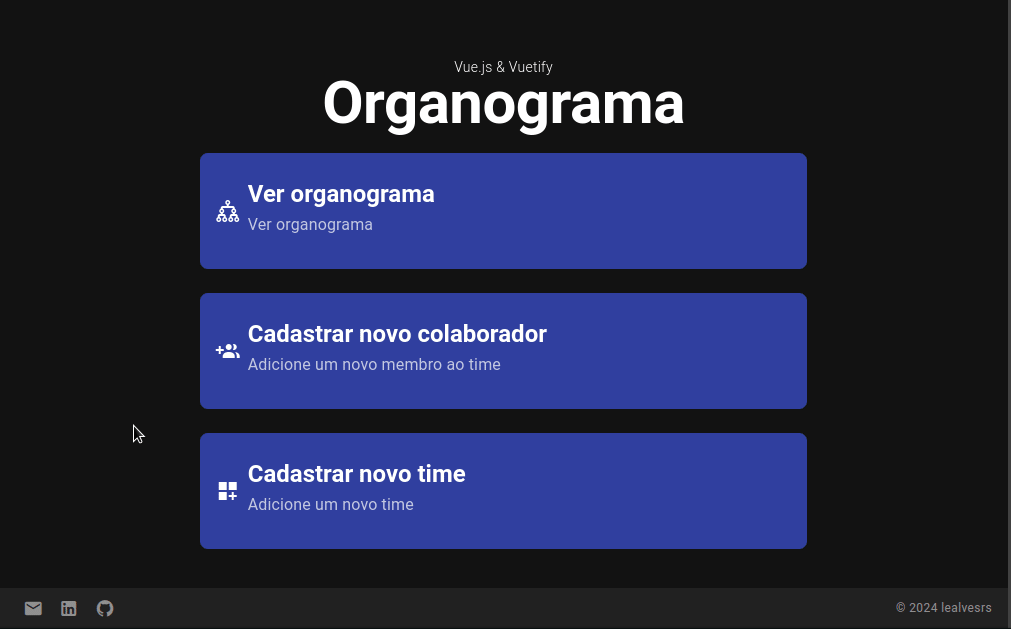 Vue.js & Vuetify
Organograma
Ver organograma
Ver organograma
Cadastrar novo colaborador
Adicione um novo membro ao time
Cadastrar novo time
Adicione um novo time
© 2024 lealvesrs